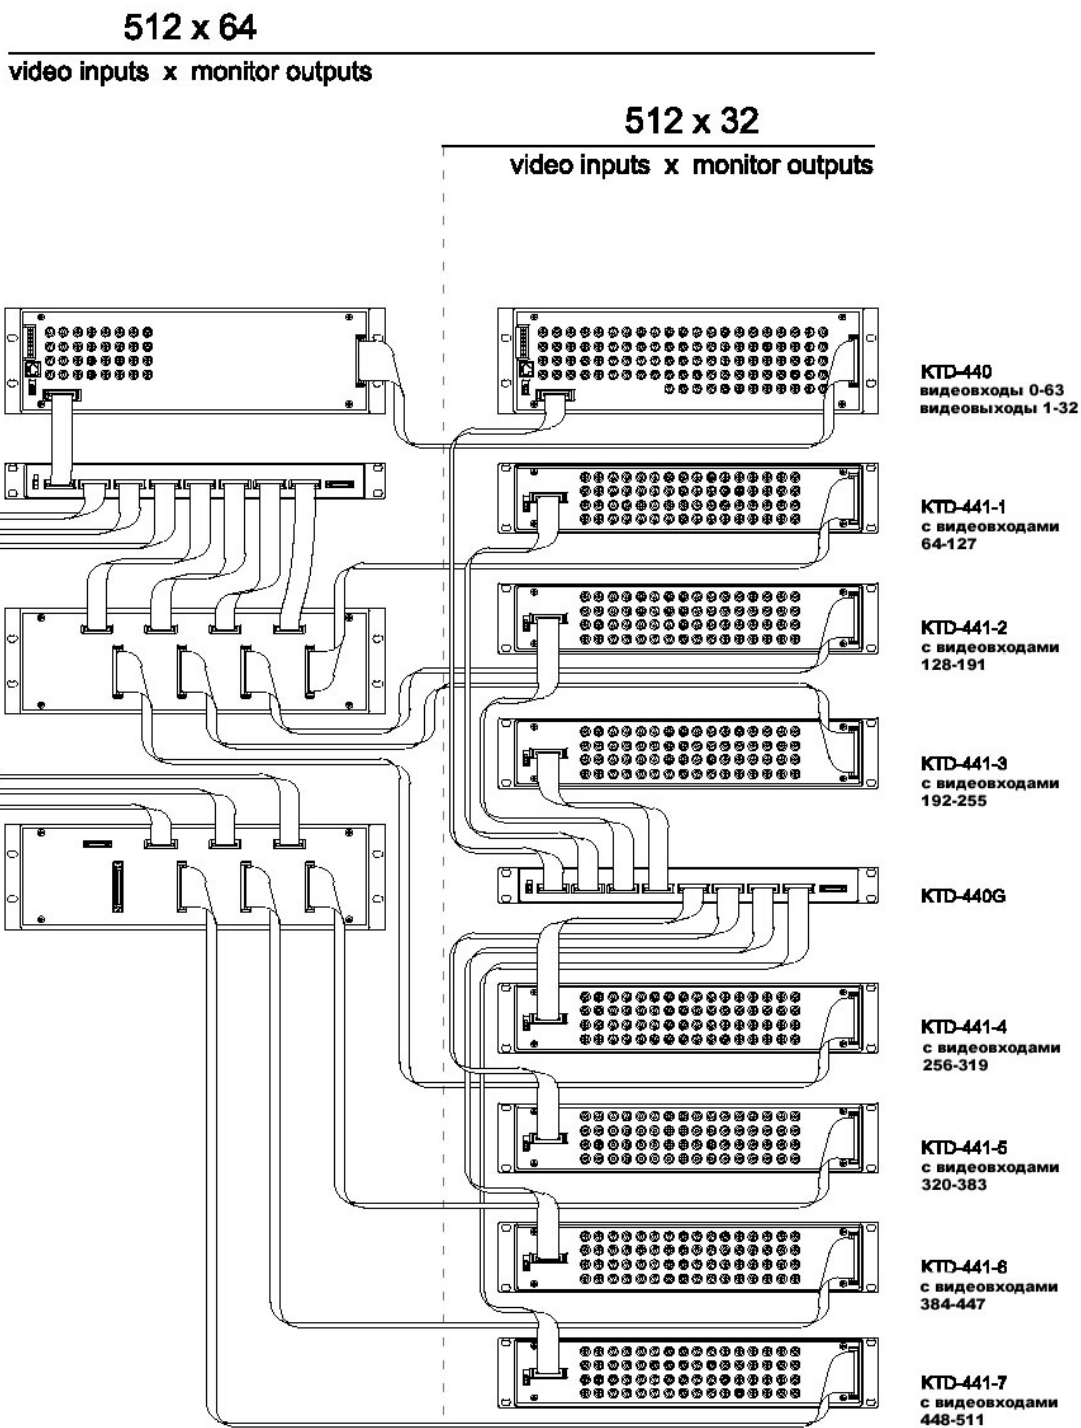 512 x 64
video inputs x monitor outputs
512 x 32
video inputs x monitor outputs
KTD-440
видеовходы 0-63
видеовыходы 1-32
KTD-441-1
с видеовходами
64-127
KTD-441-2
с видеовходами
128-191
KTD-441-3
с видеовходами
192-255
KTD-440G
KTD-441-4
с видеовходами
256-319
KTD-441-5
с видеовходами
320-383
KTD-441-6
с видеовходами
384-447
KTD-441-7
с видеовходами
448-511